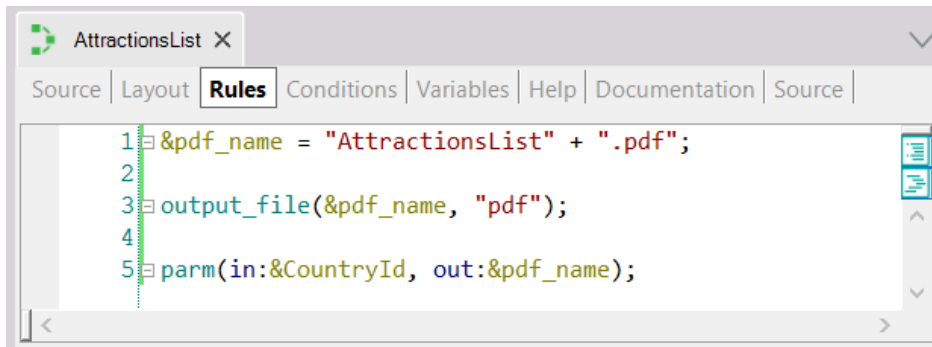 AttractionsList
Source Layout Rules Conditions Variables Help Documentation Source
1 &pdf_name = "AttractionsList" + ".pdf";
2
3 output_file(&pdf_name, "pdf");
4
5 parm(in:&CountryId, out:&pdf_name);